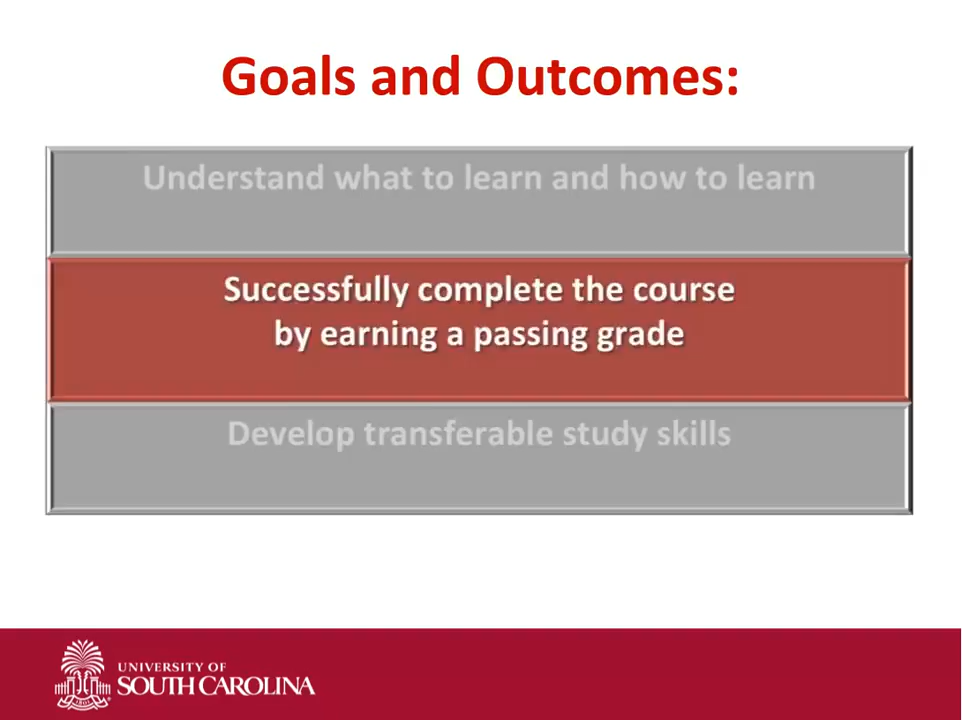 Goals and Outcomes:
Understand what to learn and how to learn
Successfully complete the course
by earning a passing grade
Develop transferable study skills
UNIVERSITY OF
SOUTH CAROLINA